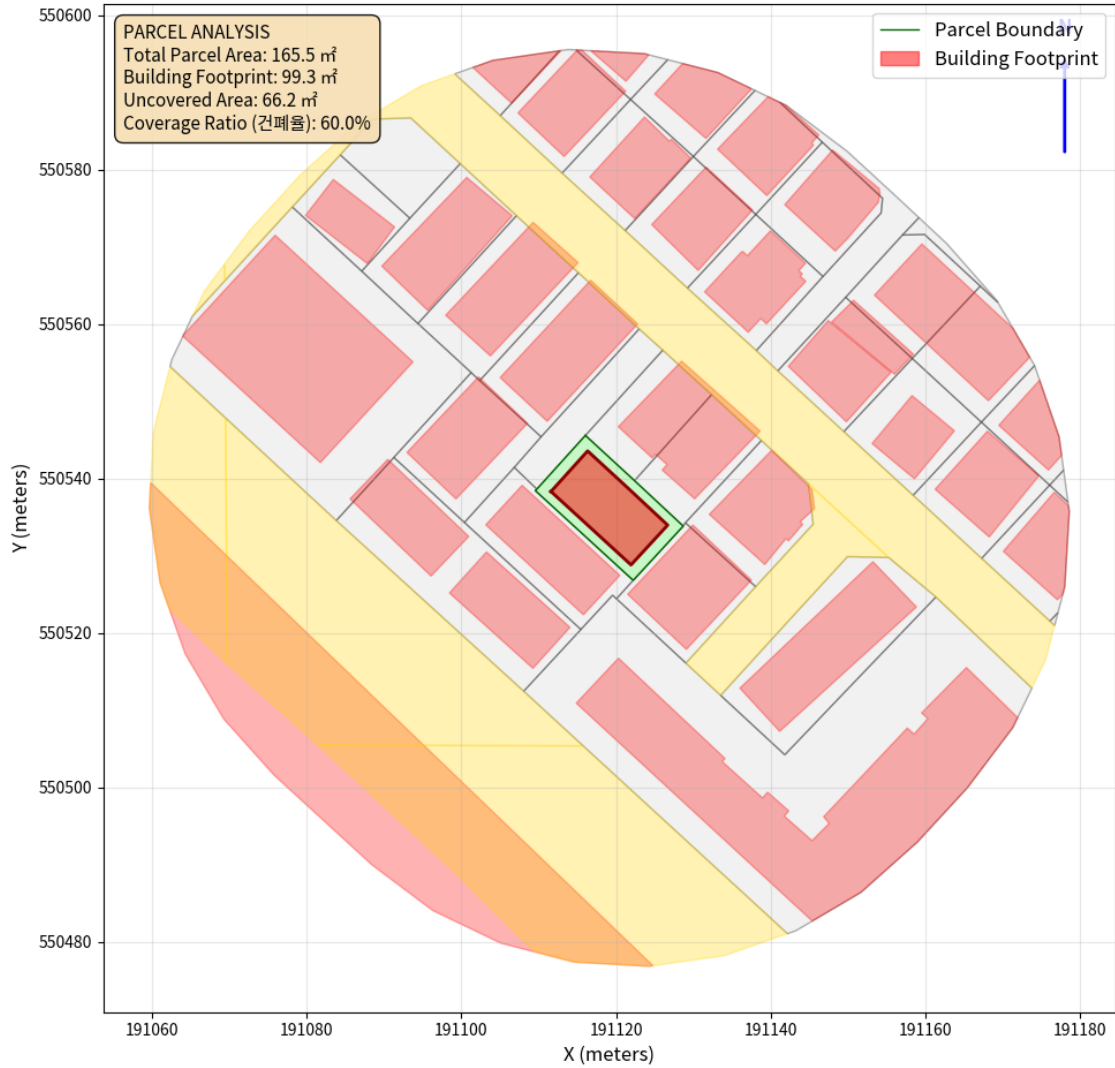 PARCEL ANALYSIS
Total Parcel Area: 165.5 ㎡
Building Footprint: 99.3 ㎡
Uncovered Area: 66.2 ㎡
Coverage Ratio (건폐율): 60.0%
Parcel Boundary
Building Footprint
N
Y (meters)
550600
550580
550560
550540
550520
550500
550480
191060
191080
191100
191120
191140
191160
191180
X (meters)